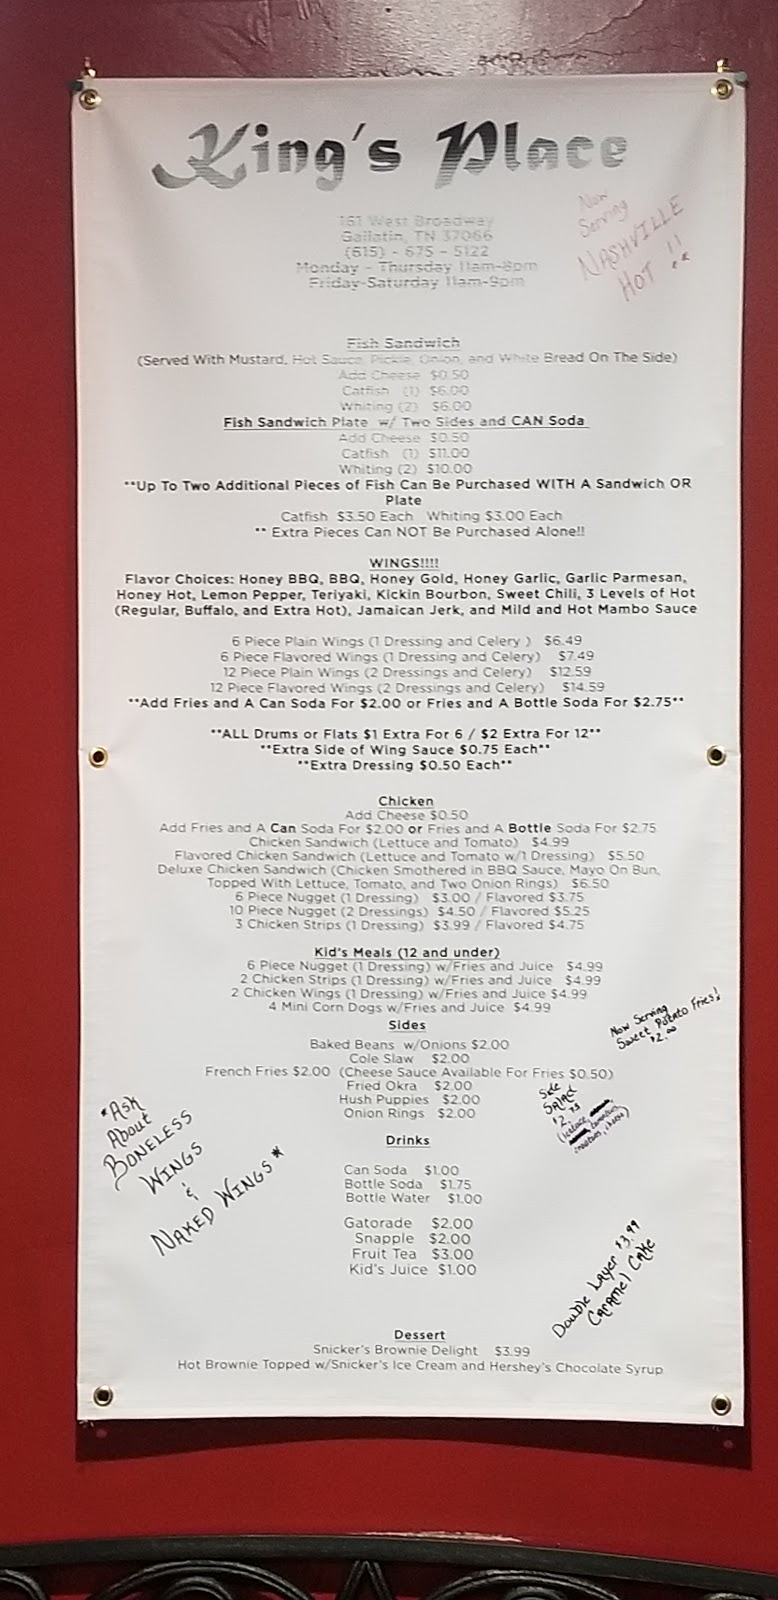 King's Place
161 West Broadway
Gallatin, TN 37066
(615) - 675 - 5122
Monday - Thursday 11am-8pm
Friday-Saturday 11am-9pm
Now
Serving
NASHVILLE
HOT !!
Fish Sandwich
(Served With Mustard, Hot Sauce, Pickle, Onion, and White Bread On The Side)
Add Cheese $0.50
Catfish (1) $6.00
Whiting (2) $6.00
Fish Sandwich Plate w/ Two Sides and CAN Soda
Add Cheese $0.50
Catfish (1) $11.00
Whiting (2) $10.00
**Up To Two Additional Pieces of Fish Can Be Purchased WITH A Sandwich OR
Plate
Catfish $3.50 Each Whiting $3.00 Each
** Extra Pieces Can NOT Be Purchased Alone!!
WINGS!!!!
Flavor Choices: Honey BBQ, BBQ, Honey Gold, Honey Garlic, Garlic Parmesan,
Honey Hot, Lemon Pepper, Teriyaki, Kickin Bourbon, Sweet Chili, 3 Levels of Hot
(Regular, Buffalo, and Extra Hot), Jamaican Jerk, and Mild and Hot Mambo Sauce
6 Piece Plain Wings (1 Dressing and Celery ) $6.49
6 Piece Flavored Wings (1 Dressing and Celery) $7.49
12 Piece Plain Wings (2 Dressings and Celery) $12.59
12 Piece Flavored Wings (2 Dressings and Celery) $14.59
**Add Fries and A Can Soda For $2.00 or Fries and A Bottle Soda For $2.75**
**ALL Drums or Flats $1 Extra For 6 / $2 Extra For 12**
**Extra Side of Wing Sauce $0.75 Each**
**Extra Dressing $0.50 Each**
Chicken
Add Cheese $0.50
Add Fries and A Can Soda For $2.00 or Fries and A Bottle Soda For $2.75
Chicken Sandwich (Lettuce and Tomato) $4.99
Flavored Chicken Sandwich (Lettuce and Tomato w/1 Dressing) $5.50
Deluxe Chicken Sandwich (Chicken Smothered in BBQ Sauce, Mayo On Bun,
Topped With Lettuce, Tomato, and Two Onion Rings) $6.50
6 Piece Nugget (1 Dressing) $3.00 / Flavored $3.75
10 Piece Nugget (2 Dressings) $4.50 / Flavored $5.25
3 Chicken Strips (1 Dressing) $3.99 / Flavored $4.75
Kid's Meals (12 and under)
6 Piece Nugget (1 Dressing) w/Fries and Juice $4.99
2 Chicken Strips (1 Dressing) w/Fries and Juice $4.99
2 Chicken Wings (1 Dressing) w/Fries and Juice $4.99
4 Mini Corn Dogs w/Fries and Juice $4.99
Now Serving
Sweet Potato Fries!
$2.00
Sides
Baked Beans w/Onions $2.00
Cole Slaw $2.00
French Fries $2.00 (Cheese Sauce Available For Fries $0.50)
Fried Okra $2.00
Hush Puppies $2.00
Onion Rings $2.00
Side
SALAD
$2.75
(lettuce,
tomatoes,
cheese)
*ASK
About
BONELESS
WINGS
&
NAKED WINGS*
Drinks
Can Soda $1.00
Bottle Soda $1.75
Bottle Water $1.00
Gatorade $2.00
Snapple $2.00
Fruit Tea $3.00
Kid's Juice $1.00
Double Layer $3.99
Caramel Cake
Dessert
Snicker's Brownie Delight $3.99
Hot Brownie Topped w/Snicker's Ice Cream and Hershey's Chocolate Syrup